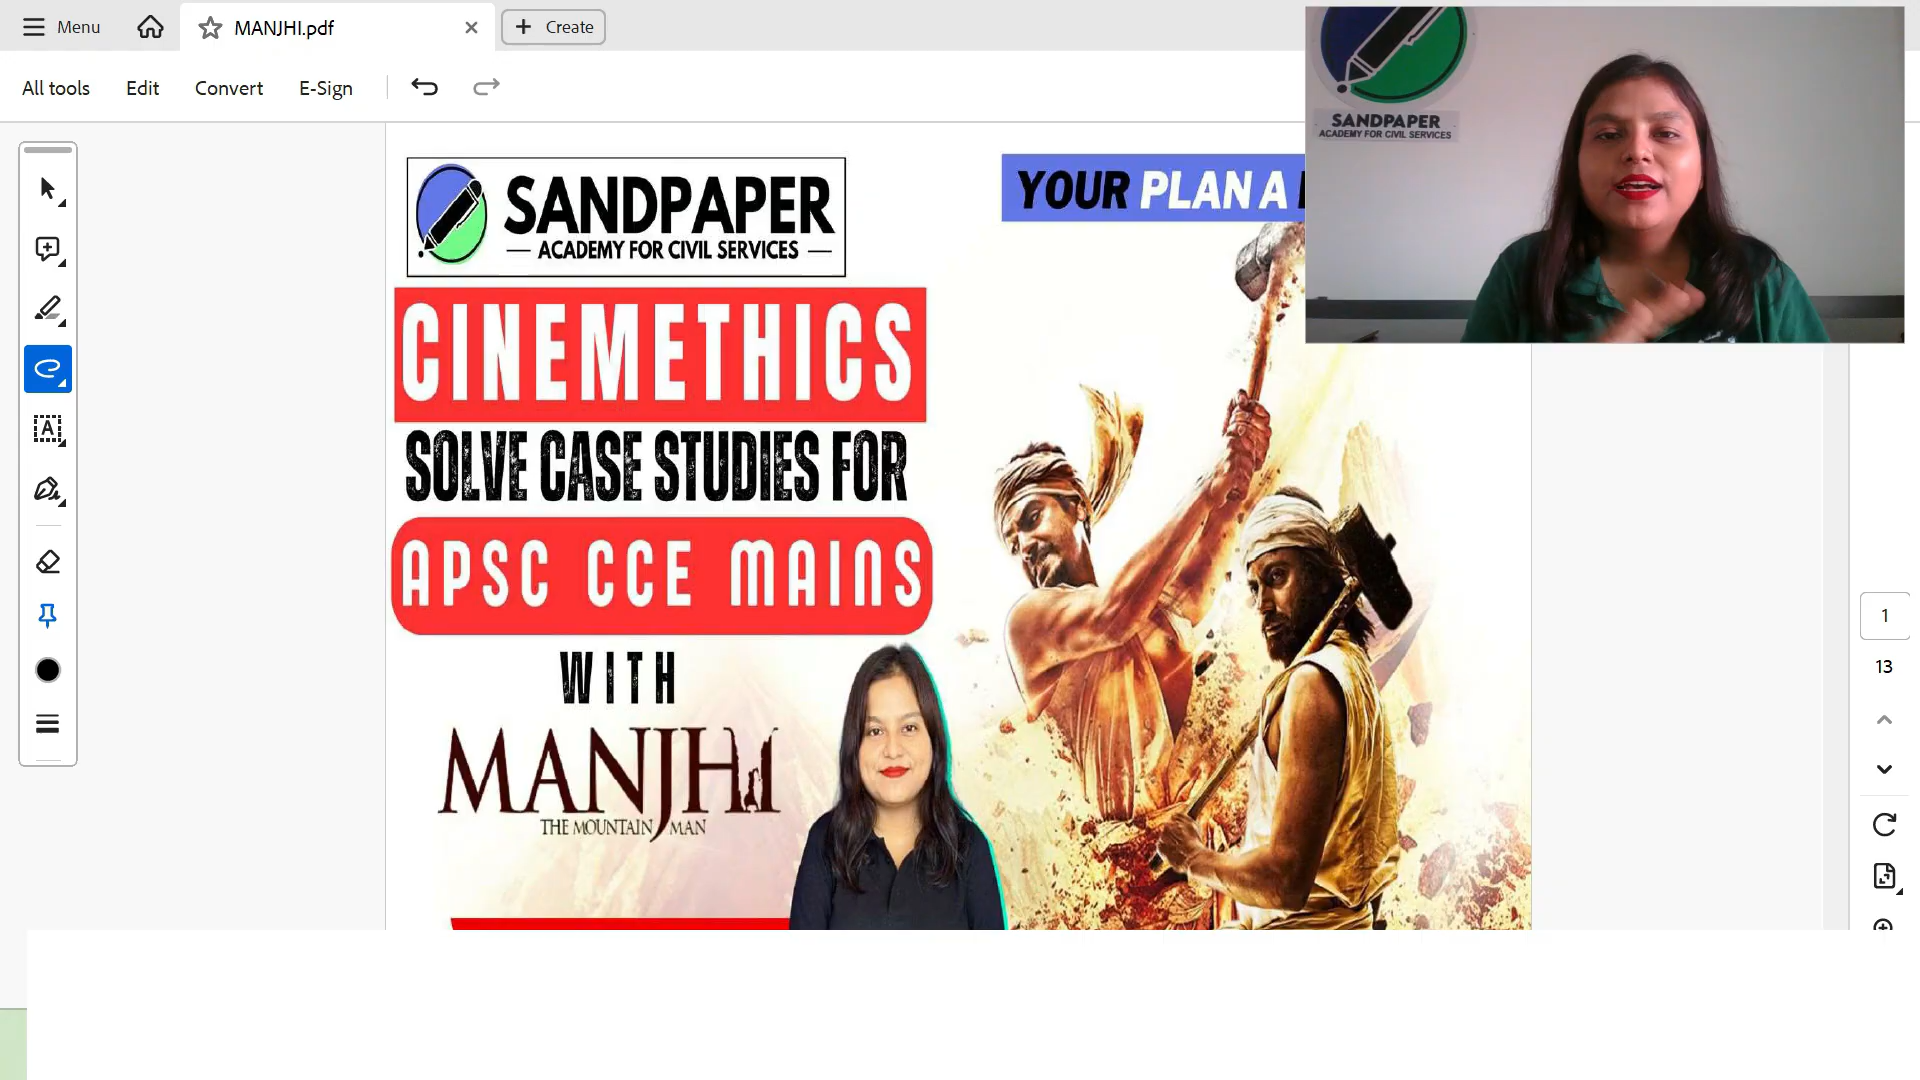 Menu
MANJHI.pdf
Create
All tools
Edit
Convert
E-Sign
SANDPAPER
ACADEMY FOR CIVIL SERVICES
SANDPAPER
ACADEMY FOR CIVIL SERVICES
YOUR PLAN A
CINEMETHICS
SOLVE CASE STUDIES FOR
APSC CCE MAINS
WITH
MANJHI
THE MOUNTAIN MAN
1
13